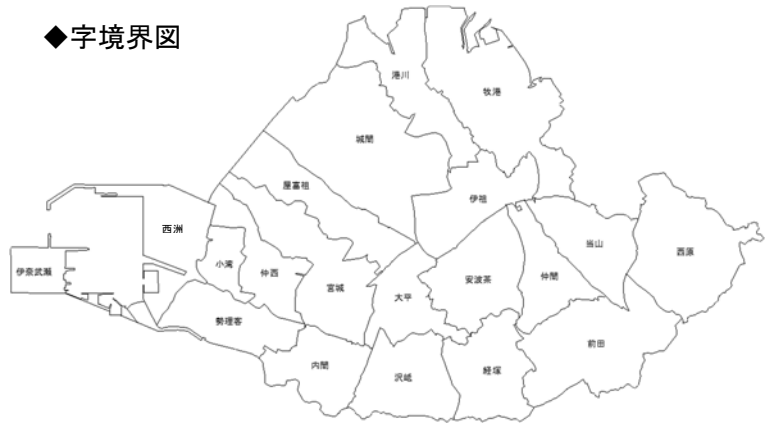 ◆字境界図
港川
牧港
城間
屋富祖
伊祖
西洲
当山
西原
小湾
仲西
伊奈武瀬
宮城
大平
安波茶
仲間
勢理客
前田
内間
沢岻
経塚